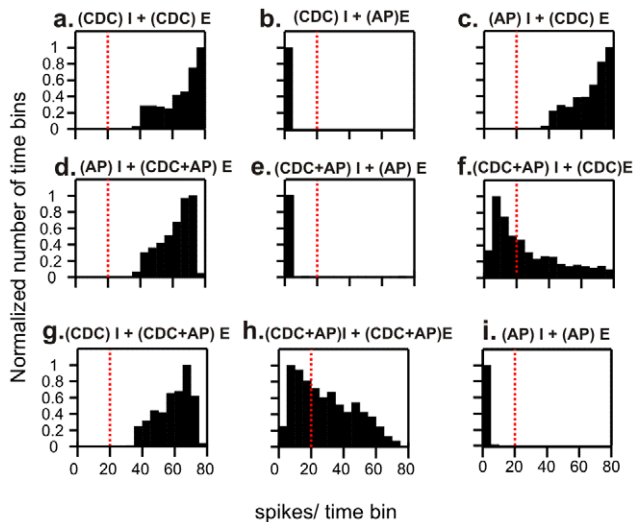 a. (CDC) I + (CDC) E
b. (CDC) I + (AP)E
c. (AP) I + (CDC) E
1
0.8
0.6
0.4
0.2
0
d. (AP) I + (CDC+AP) E
e. (CDC+AP) I + (AP) E
f. (CDC+AP) I + (CDC)E
1
0.8
0.6
0.4
0.2
0
g. (CDC) I + (CDC+AP) E
h. (CDC+AP)I + (CDC+AP)E
i. (AP) I + (AP) E
1
0.8
0.6
0.4
0.2
0
0 20 40 60 80
0 20 40 60 80
0 20 40 60 80
Normalized number of time bins
spikes/ time bin